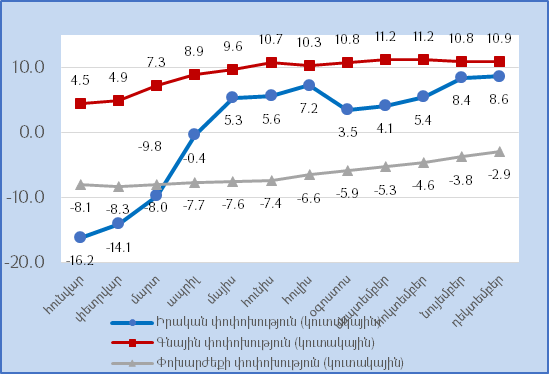 4.5 4.9 7.3 8.9 9.6 10.7 10.3 10.8 11.2 11.2 10.8 10.9
10.0
5.3 5.6 7.2 3.5 4.1 5.4 8.4 8.6
0.0
-9.8 -0.4
-10.0
-8.1 -8.3 -8.0 -7.7 -7.6 -7.4 -6.6 -5.9 -5.3 -4.6 -3.8 -2.9
-16.2 -14.1
-20.0
հունվար
փետրվար
մարտ
ապրիլ
մայիս
հունիս
հուլիս
օգոստոս
սեպտեմբեր
հոկտեմբեր
նոյեմբեր
դեկտեմբեր
Իրական փոփոխություն (կուտակային)
Գնային փոփոխություն (կուտակային)
Փոխարժեքի փոփոխություն (կուտակային)